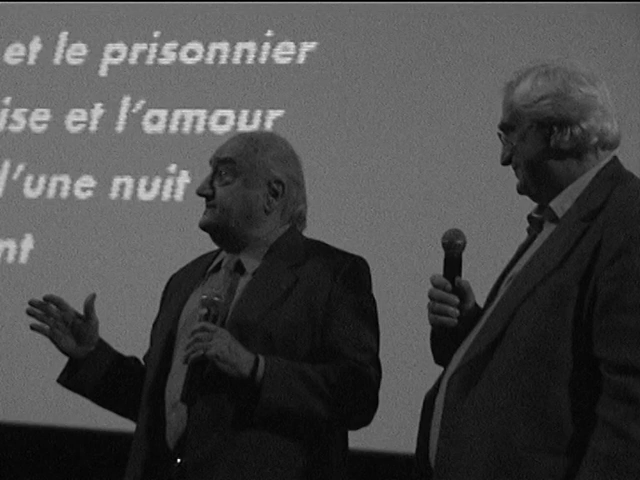 et le prisonnier
ise et l'amour
d'une nuit
nt